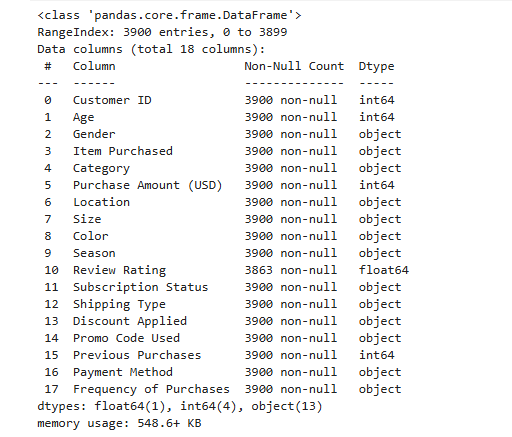 <class 'pandas.core.frame.DataFrame'>
RangeIndex: 3900 entries, 0 to 3899
Data columns (total 18 columns):
 #   Column                  Non-Null Count  Dtype
---  ------                  --------------  -----
 0   Customer ID             3900 non-null   int64
 1   Age                     3900 non-null   int64
 2   Gender                  3900 non-null   object
 3   Item Purchased          3900 non-null   object
 4   Category                3900 non-null   object
 5   Purchase Amount (USD)   3900 non-null   int64
 6   Location                3900 non-null   object
 7   Size                    3900 non-null   object
 8   Color                   3900 non-null   object
 9   Season                  3900 non-null   object
 10  Review Rating           3863 non-null   float64
 11  Subscription Status     3900 non-null   object
 12  Shipping Type           3900 non-null   object
 13  Discount Applied        3900 non-null   object
 14  Promo Code Used         3900 non-null   object
 15  Previous Purchases      3900 non-null   int64
 16  Payment Method          3900 non-null   object
 17  Frequency of Purchases  3900 non-null   object
dtypes: float64(1), int64(4), object(13)
memory usage: 548.6+ KB